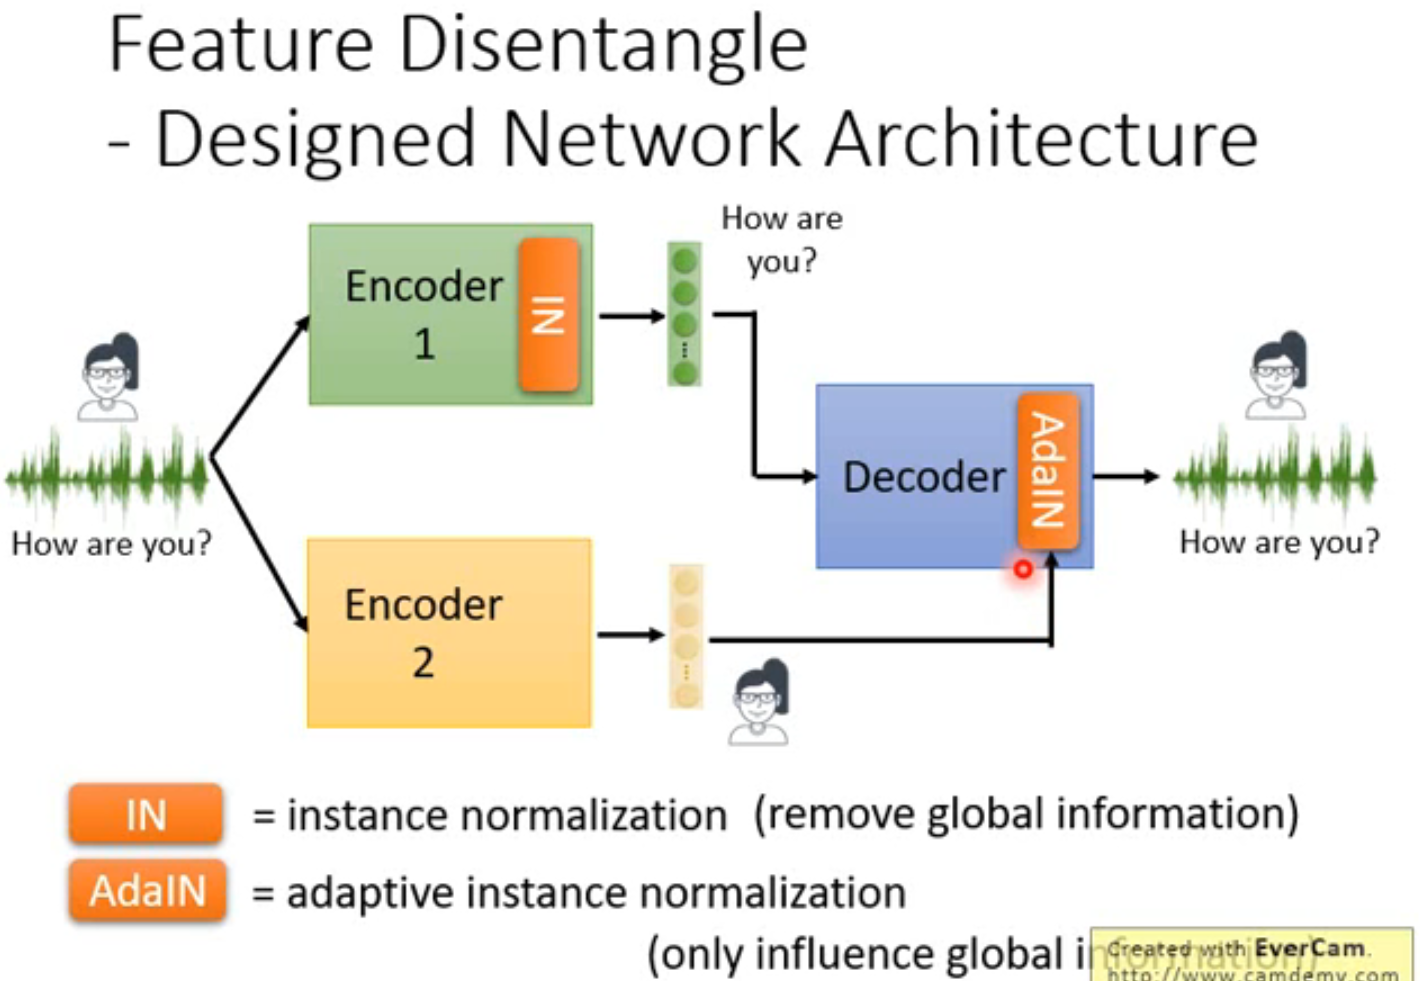 Feature Disentangle
- Designed Network Architecture
How are
you?
Encoder
1
IN
How are you?
Decoder
AdaIN
How are you?
Encoder
2
IN = instance normalization (remove global information)
AdaIN = adaptive instance normalization
(only influence global information)
Created with EverCam.
http://www.camdemy.com